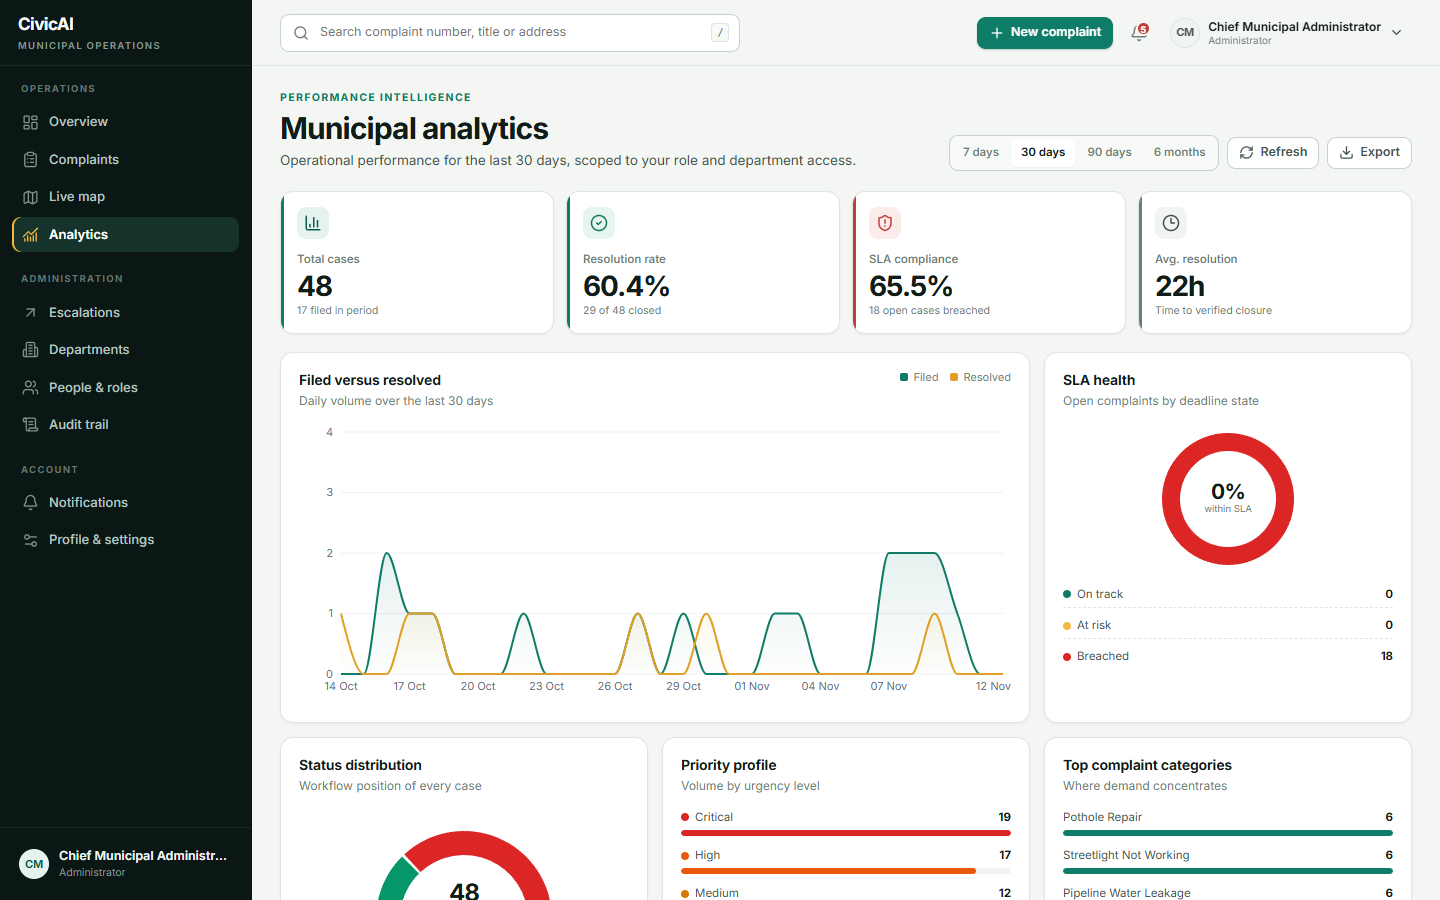 CivicAI
MUNICIPAL OPERATIONS
OPERATIONS
Overview
Complaints
Live map
Analytics
ADMINISTRATION
Escalations
Departments
People & roles
Audit trail
ACCOUNT
Notifications
Profile & settings
CM
Chief Municipal Administr...
Administrator
Search complaint number, title or address
/
New complaint
5
CM
Chief Municipal Administrator
Administrator
PERFORMANCE INTELLIGENCE
Municipal analytics
Operational performance for the last 30 days, scoped to your role and department access.
7 days
30 days
90 days
6 months
Refresh
Export
Total cases
48
17 filed in period
Resolution rate
60.4%
29 of 48 closed
SLA compliance
65.5%
18 open cases breached
Avg. resolution
22h
Time to verified closure
Filed versus resolved
Daily volume over the last 30 days
Filed
Resolved
4
3
2
1
0
14 Oct
17 Oct
20 Oct
23 Oct
26 Oct
29 Oct
01 Nov
04 Nov
07 Nov
12 Nov
SLA health
Open complaints by deadline state
0%
within SLA
On track 0
At risk 0
Breached 18
Status distribution
Workflow position of every case
48
Priority profile
Volume by urgency level
Critical 19
High 17
Medium 12
Top complaint categories
Where demand concentrates
Pothole Repair 6
Streetlight Not Working 6
Pipeline Water Leakage 6